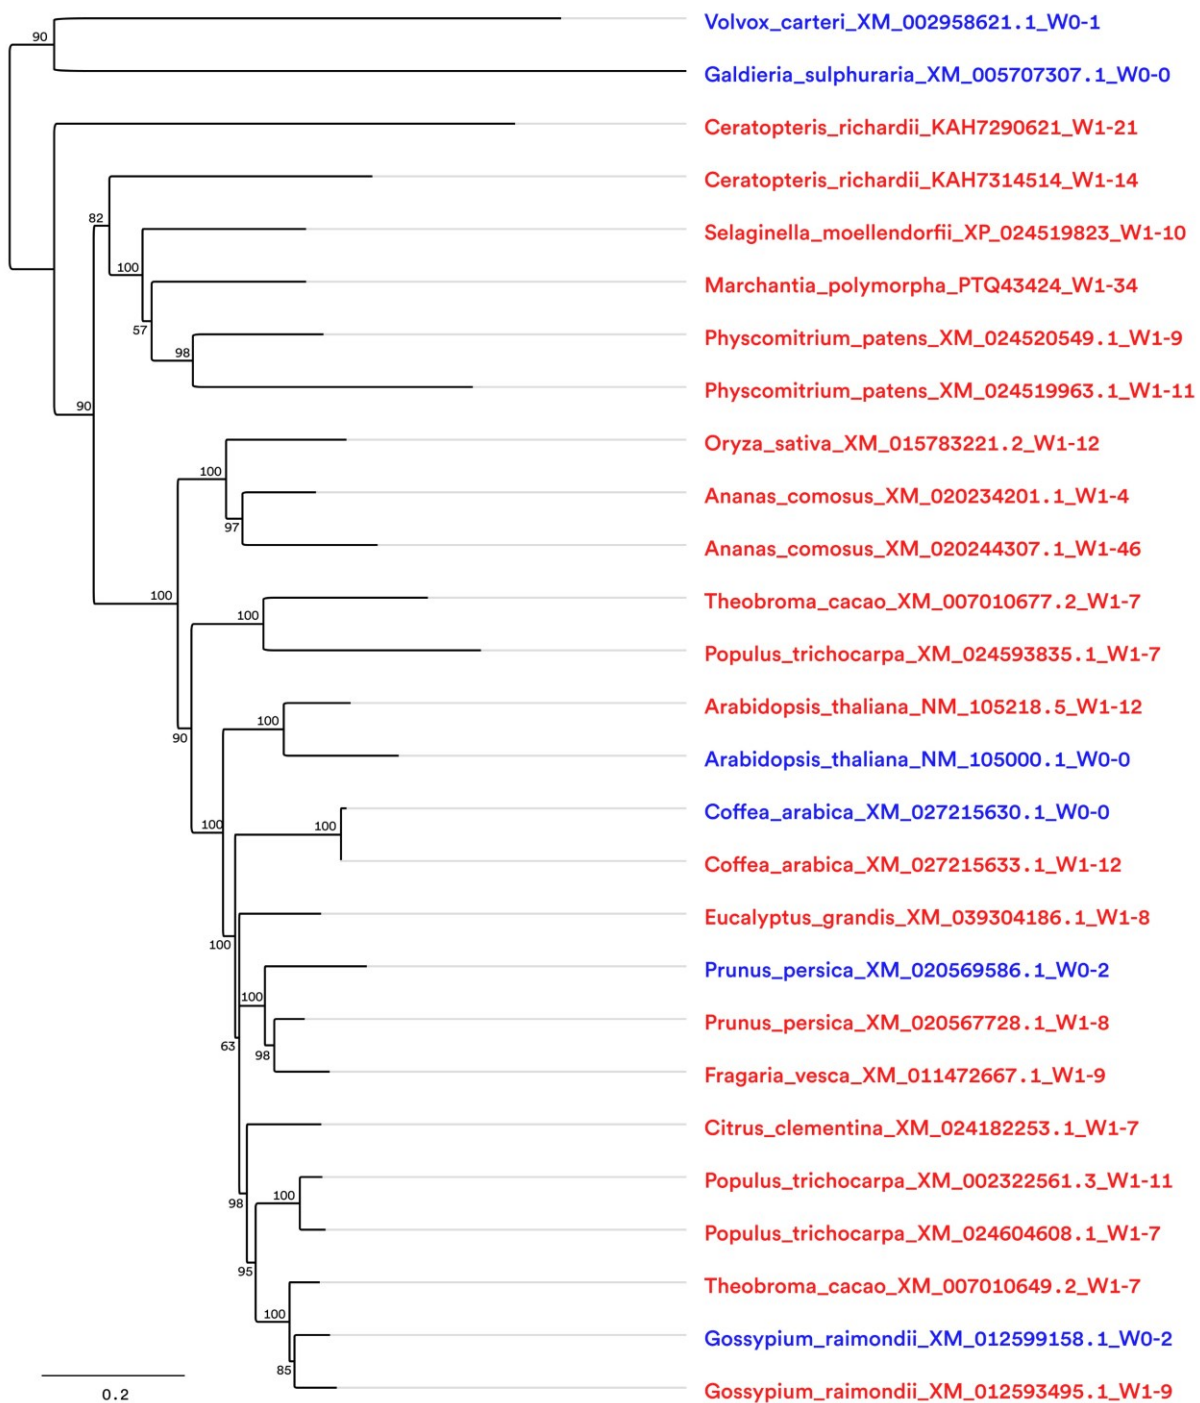 90
Volvox_carteri_XM_002958621.1_W0-1
Galdieria_sulphuraria_XM_005707307.1_W0-0
Ceratopteris_richardii_KAH7290621_W1-21
Ceratopteris_richardii_KAH7314514_W1-14
82
Selaginella_moellendorfii_XP_024519823_W1-10
100
Marchantia_polymorpha_PTQ43424_W1-34
57
Physcomitrium_patens_XM_024520549.1_W1-9
98
Physcomitrium_patens_XM_024519963.1_W1-11
90
Oryza_sativa_XM_015783221.2_W1-12
100
Ananas_comosus_XM_020234201.1_W1-4
97
Ananas_comosus_XM_020244307.1_W1-46
100
Theobroma_cacao_XM_007010677.2_W1-7
100
Populus_trichocarpa_XM_024593835.1_W1-7
Arabidopsis_thaliana_NM_105218.5_W1-12
100
90
Arabidopsis_thaliana_NM_105000.1_W0-0
Coffea_arabica_XM_027215630.1_W0-0
100
100
Coffea_arabica_XM_027215633.1_W1-12
Eucalyptus_grandis_XM_039304186.1_W1-8
100
Prunus_persica_XM_020569586.1_W0-2
100
Prunus_persica_XM_020567728.1_W1-8
63
98
Fragaria_vesca_XM_011472667.1_W1-9
Citrus_clementina_XM_024182253.1_W1-7
Populus_trichocarpa_XM_002322561.3_W1-11
100
98
Populus_trichocarpa_XM_024604608.1_W1-7
95
Theobroma_cacao_XM_007010649.2_W1-7
100
Gossypium_raimondii_XM_012599158.1_W0-2
85
Gossypium_raimondii_XM_012593495.1_W1-9
0.2